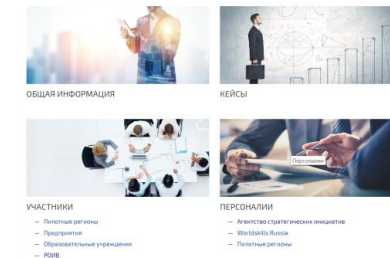 ОБЩАЯ ИНФОРМАЦИЯ
КЕЙСЫ
Персоналии
УЧАСТНИКИ
— Пилотные регионы
— Предприятия
— Образовательные учреждения
— РОИВ
ПЕРСОНАЛИИ
— Агентство стратегических инициатив
— Worldskills Russia
— Пилотные регионы